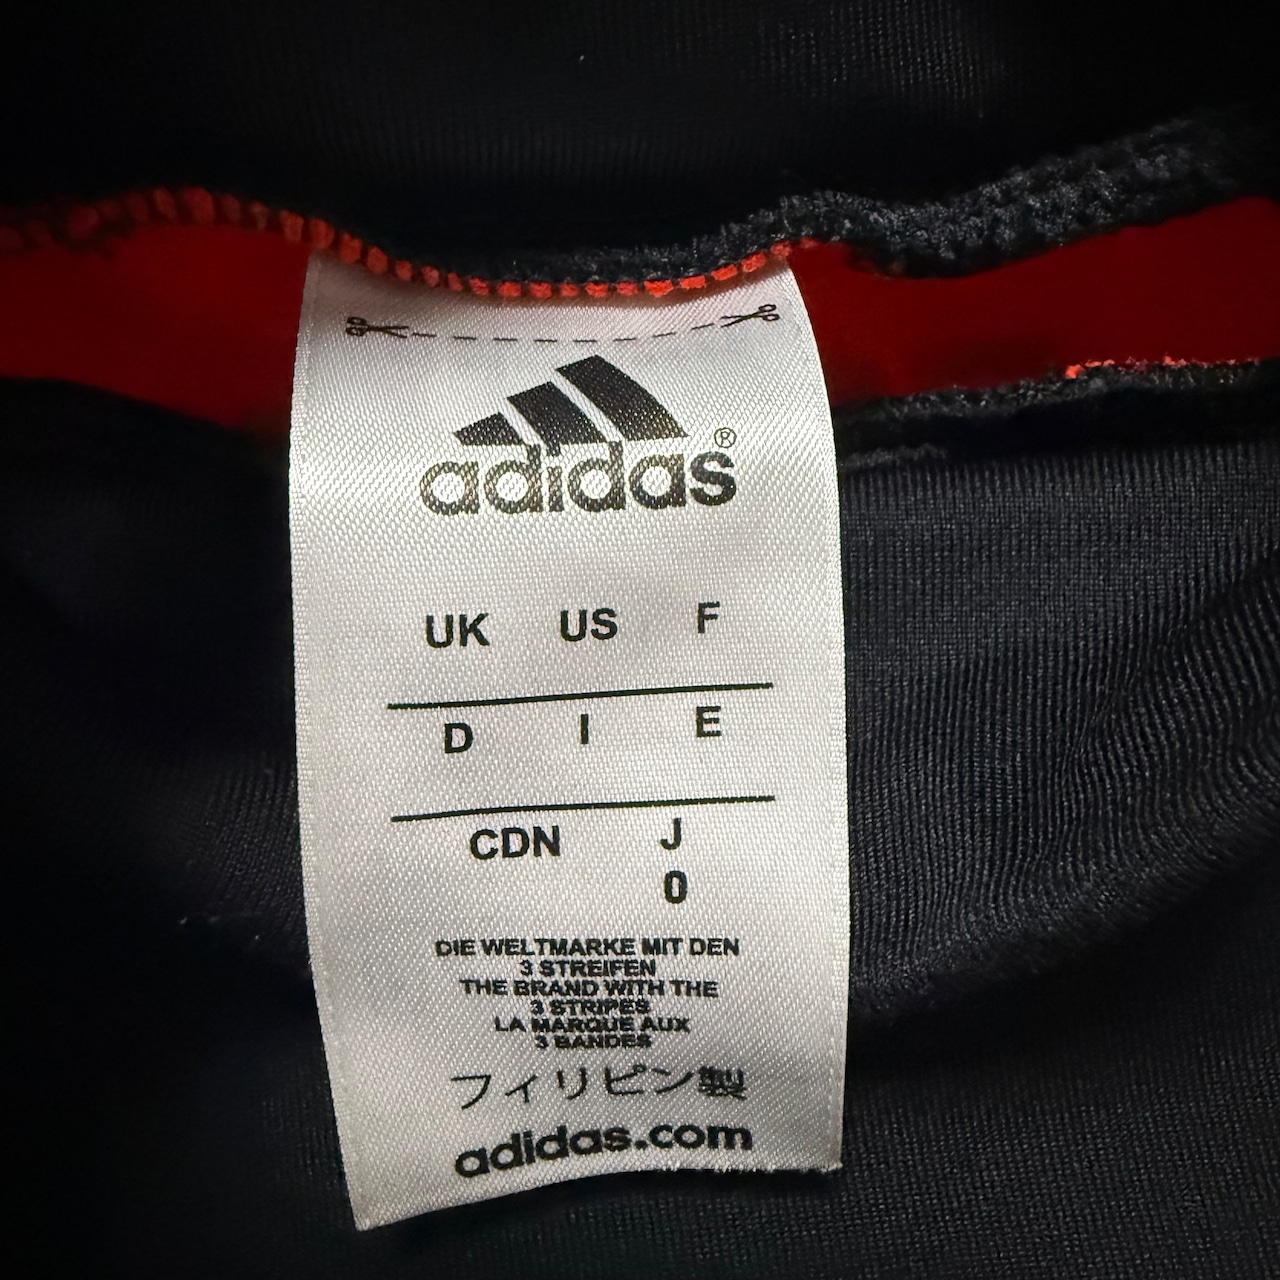 adidas®
UK US F
D I E
CDN J
0
DIE WELTMARKE MIT DEN
3 STREIFEN
THE BRAND WITH THE
3 STRIPES
LA MARQUE AUX
3 BANDES
フィリピン製
adidas.com